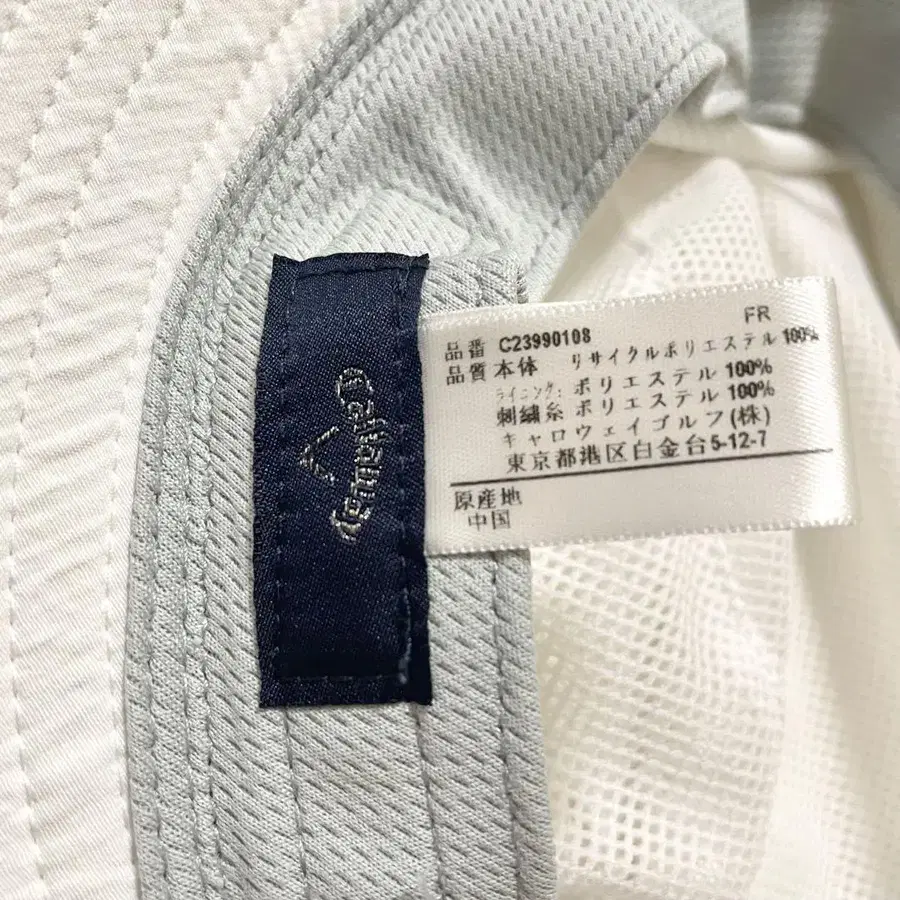 Callaway
FR
品番 C23990108
品質 本体 リサイクルポリエステル 100%
ライニング: ポリエステル 100%
刺繍糸 ポリエステル 100%
キャロウェイゴルフ(株)
東京都港区白金台5-12-7
原産地
中国